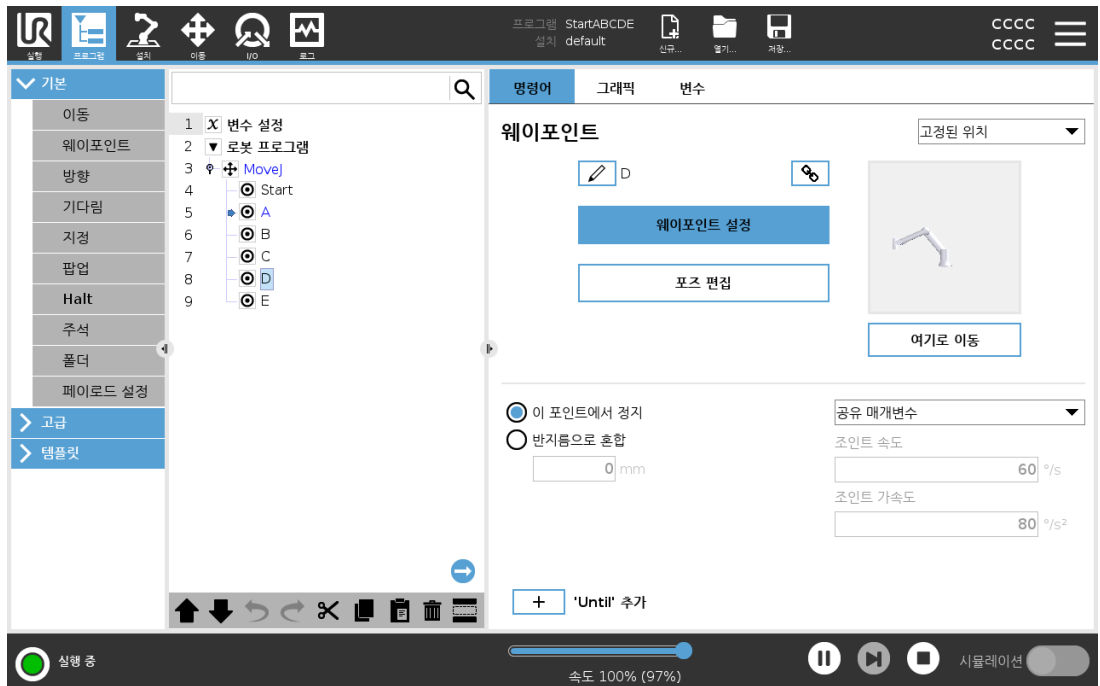 프로그램 StartABCDE
설치 default
CCCC
CCCC
실행 프로그램 설치 이동 I/O 로그
신규... 열기... 저장...
기본
이동
웨이포인트
방향
기다림
지정
팝업
Halt
주석
폴더
페이로드 설정
고급
템플릿
1 x 변수 설정
2 ▼ 로봇 프로그램
3 MoveJ
4 Start
5 A
6 B
7 C
8 D
9 E
명령어 그래픽 변수
웨이포인트
고정된 위치
D
웨이포인트 설정
포즈 편집
여기로 이동
이 포인트에서 정지
공유 매개변수
반지름으로 혼합
조인트 속도
0 mm
60 °/s
조인트 가속도
80 °/s²
+ 'Until' 추가
실행 중
속도 100% (97%)
시뮬레이션